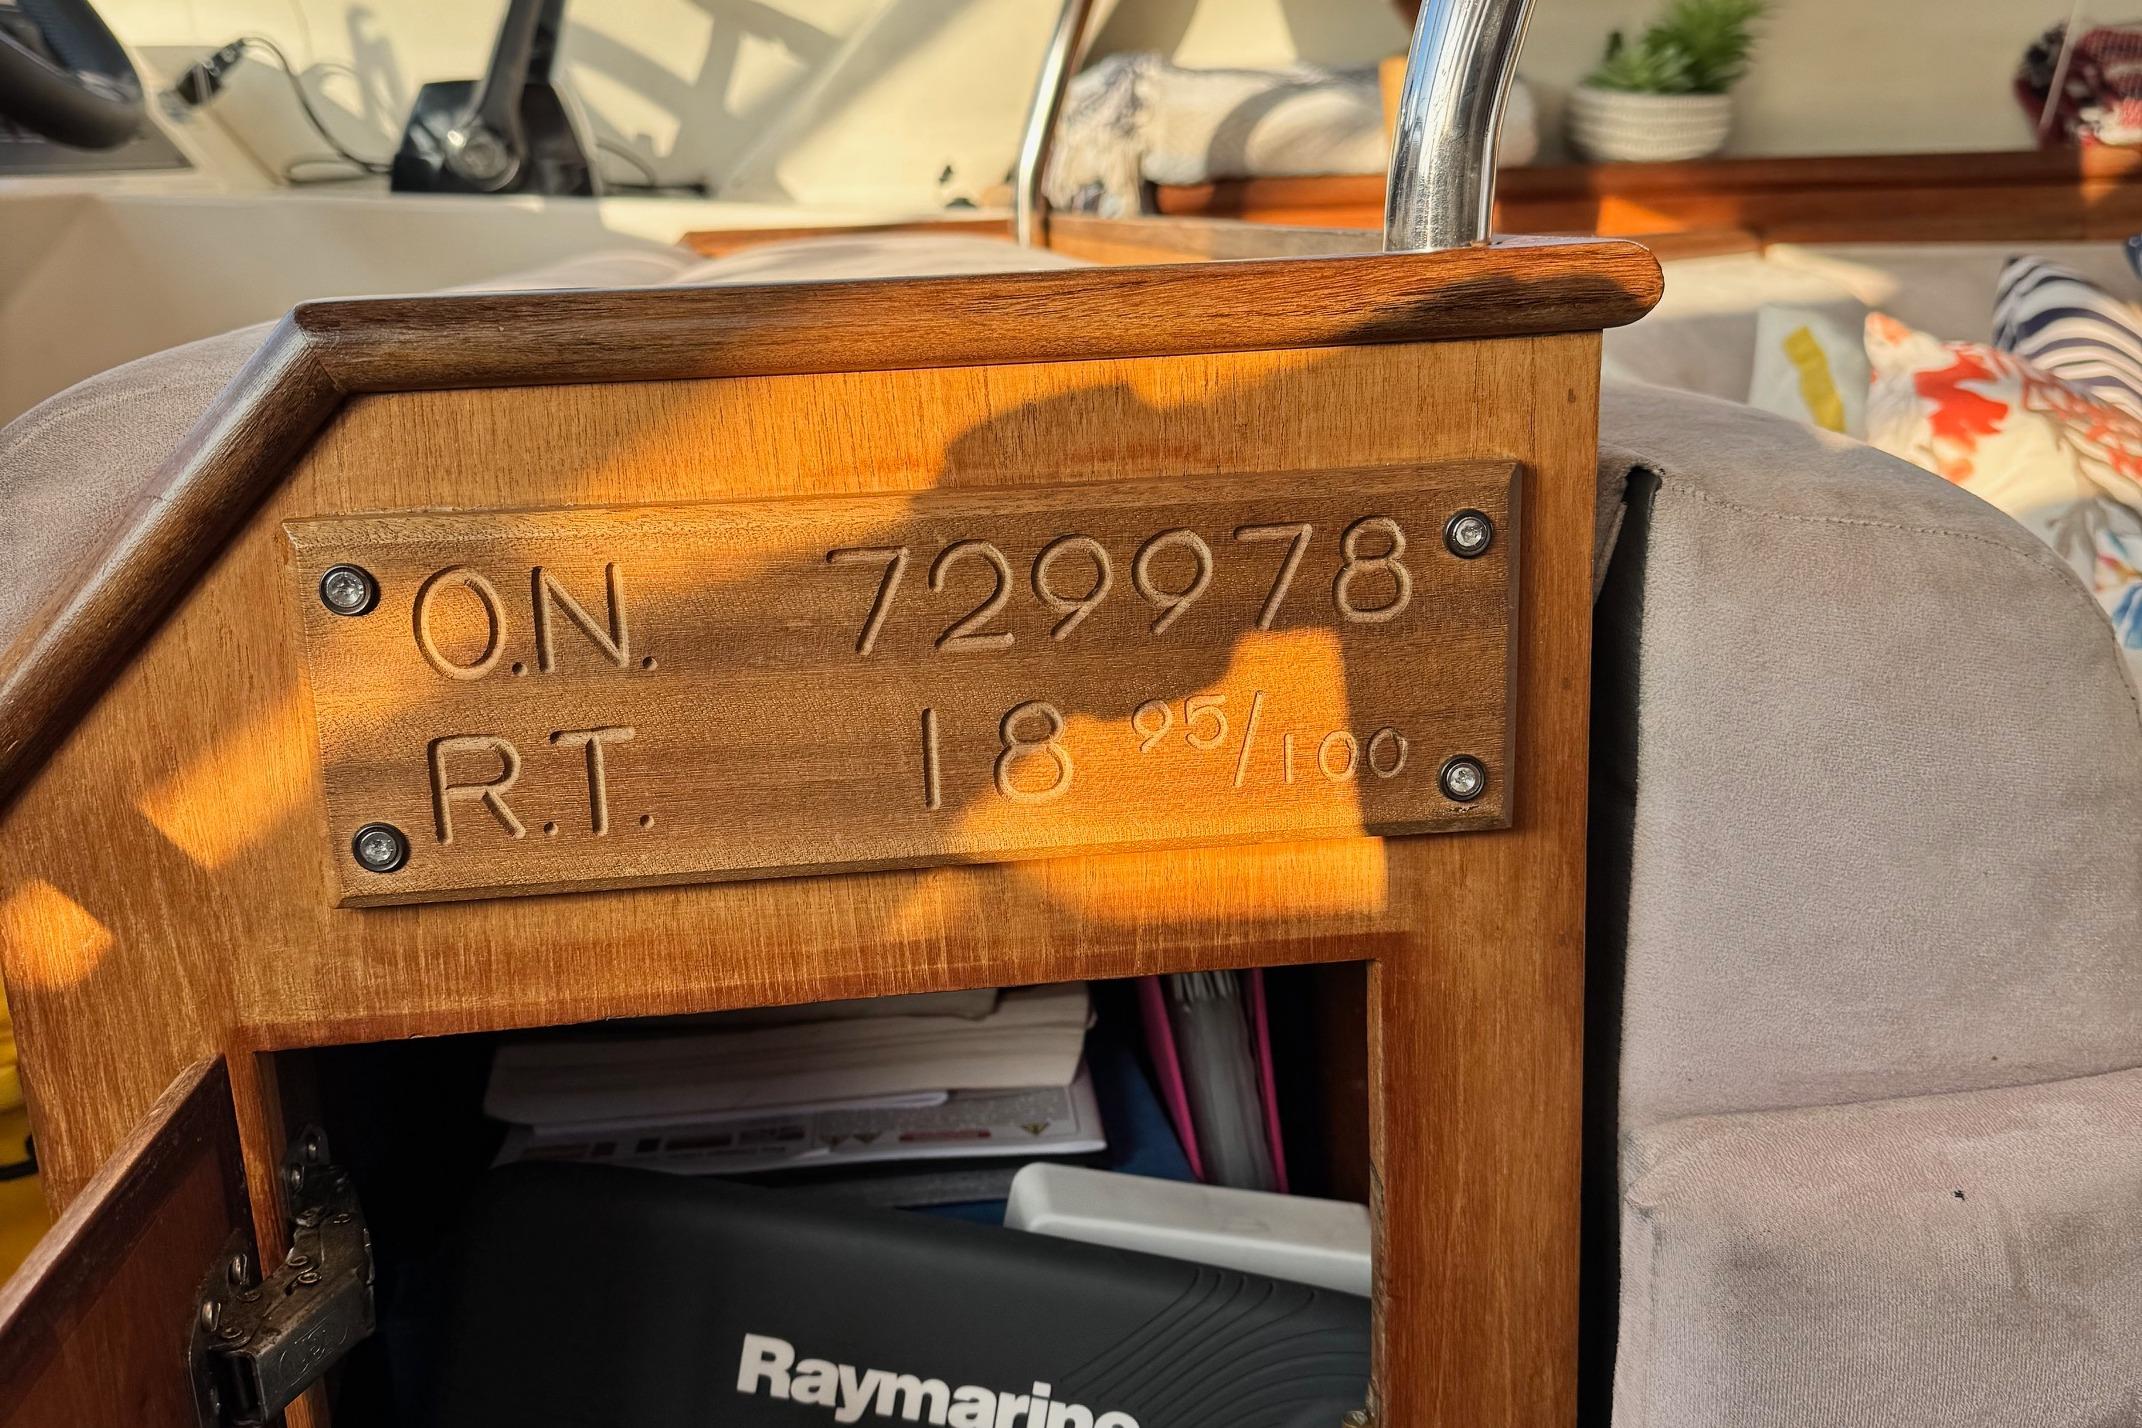 O.N. 729978
R.T. 18 95/100
Raymarine